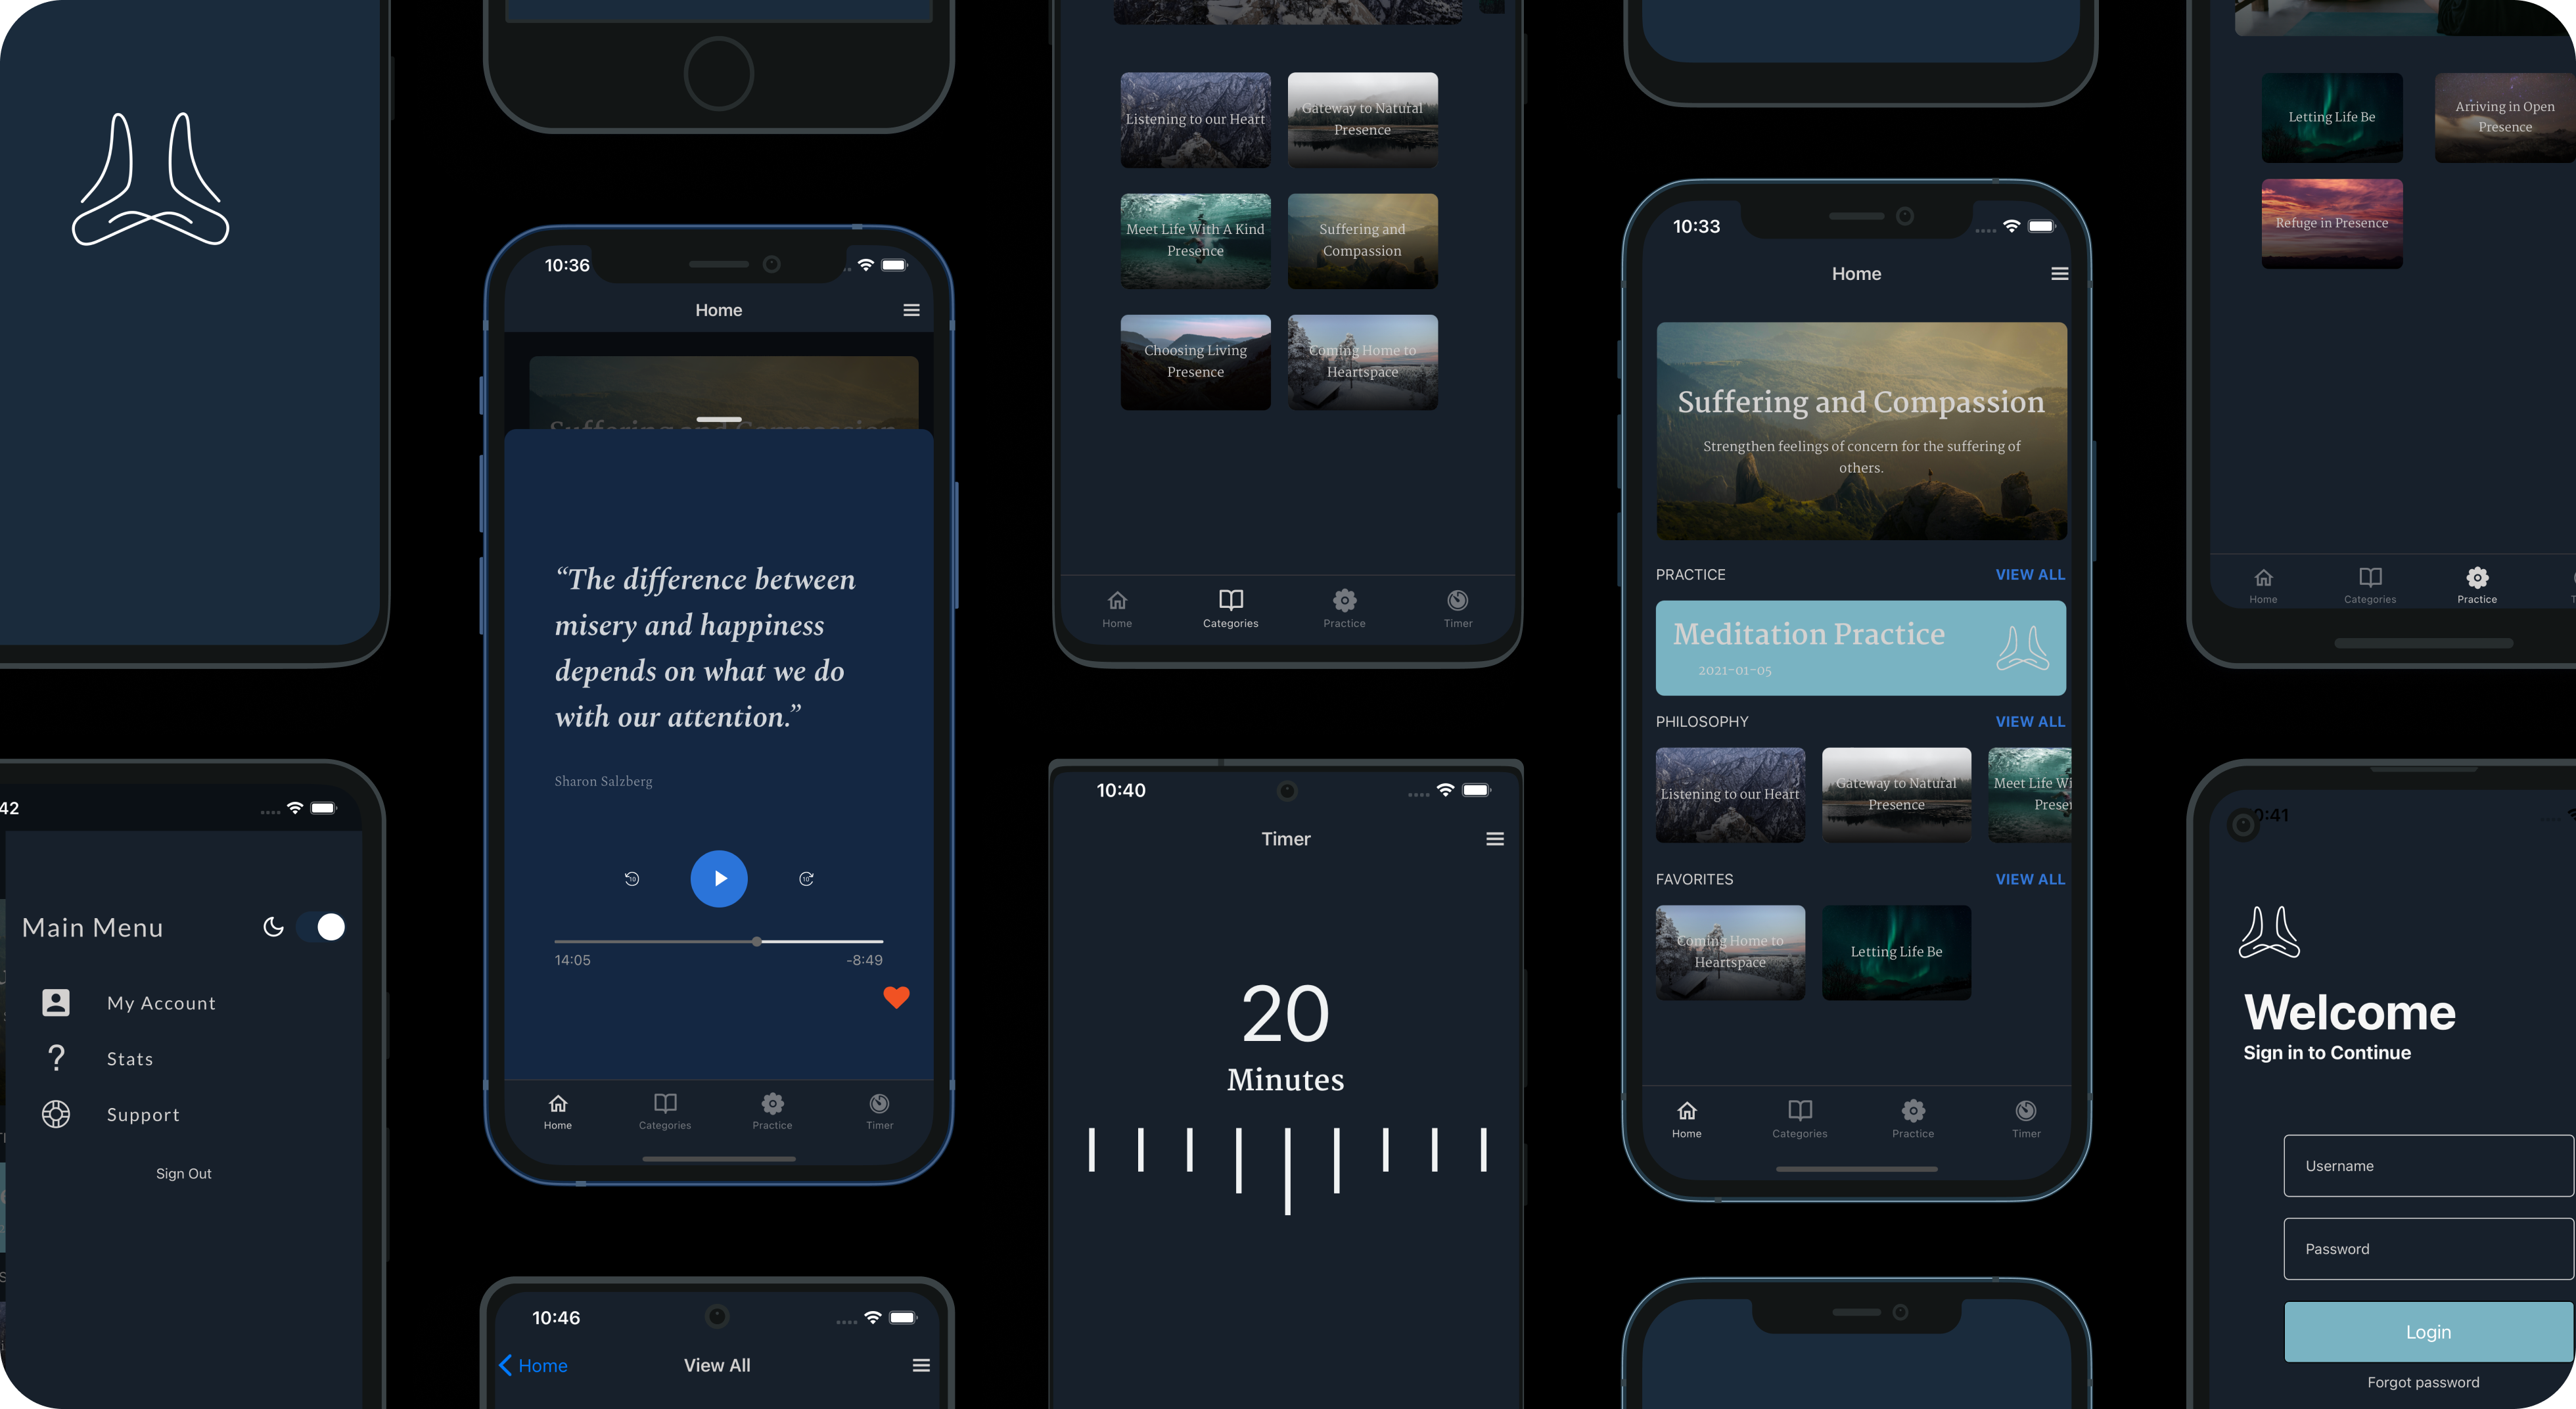 42
Main Menu
My Account
Stats
Support
Sign Out
10:36
Home
Suffering and Compassion
“The difference between
misery and happiness
depends on what we do
with our attention.”
Sharon Salzberg
10
10
14:05
-8:49
Home
Categories
Practice
Timer
10:46
Home
View All
Listening to our Heart
Gateway to Natural
Presence
Meet Life With A Kind
Presence
Suffering and
Compassion
Choosing Living
Presence
Coming Home to
Heartspace
Home
Categories
Practice
Timer
10:40
Timer
20
Minutes
10:33
Home
Suffering and Compassion
Strengthen feelings of concern for the suffering of
others.
PRACTICE
VIEW ALL
Meditation Practice
2021-01-05
PHILOSOPHY
VIEW ALL
Listening to our Heart
Gateway to Natural
Presence
Meet Life Wi
Preser
FAVORITES
VIEW ALL
Coming Home to
Heartspace
Letting Life Be
Home
Categories
Practice
Timer
Letting Life Be
Arriving in Open
Presence
Refuge in Presence
Home
Categories
Practice
T
0:41
Welcome
Sign in to Continue
Username
Password
Login
Forgot password